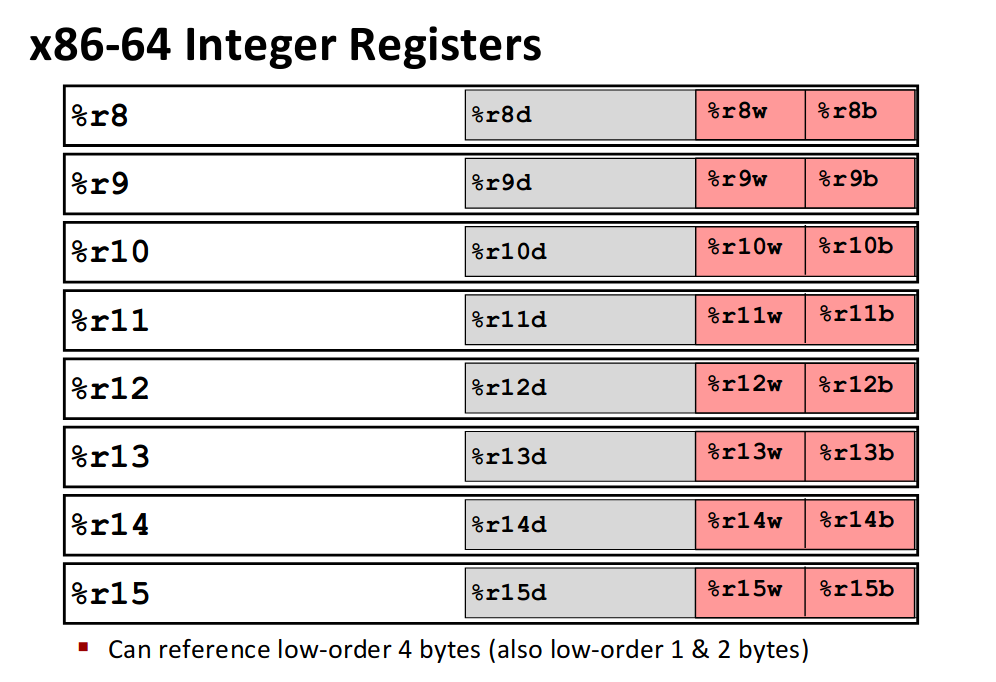 x86-64 Integer Registers
%r8 %r8d %r8w %r8b
%r9 %r9d %r9w %r9b
%r10 %r10d %r10w %r10b
%r11 %r11d %r11w %r11b
%r12 %r12d %r12w %r12b
%r13 %r13d %r13w %r13b
%r14 %r14d %r14w %r14b
%r15 %r15d %r15w %r15b
▪ Can reference low-order 4 bytes (also low-order 1 & 2 bytes)